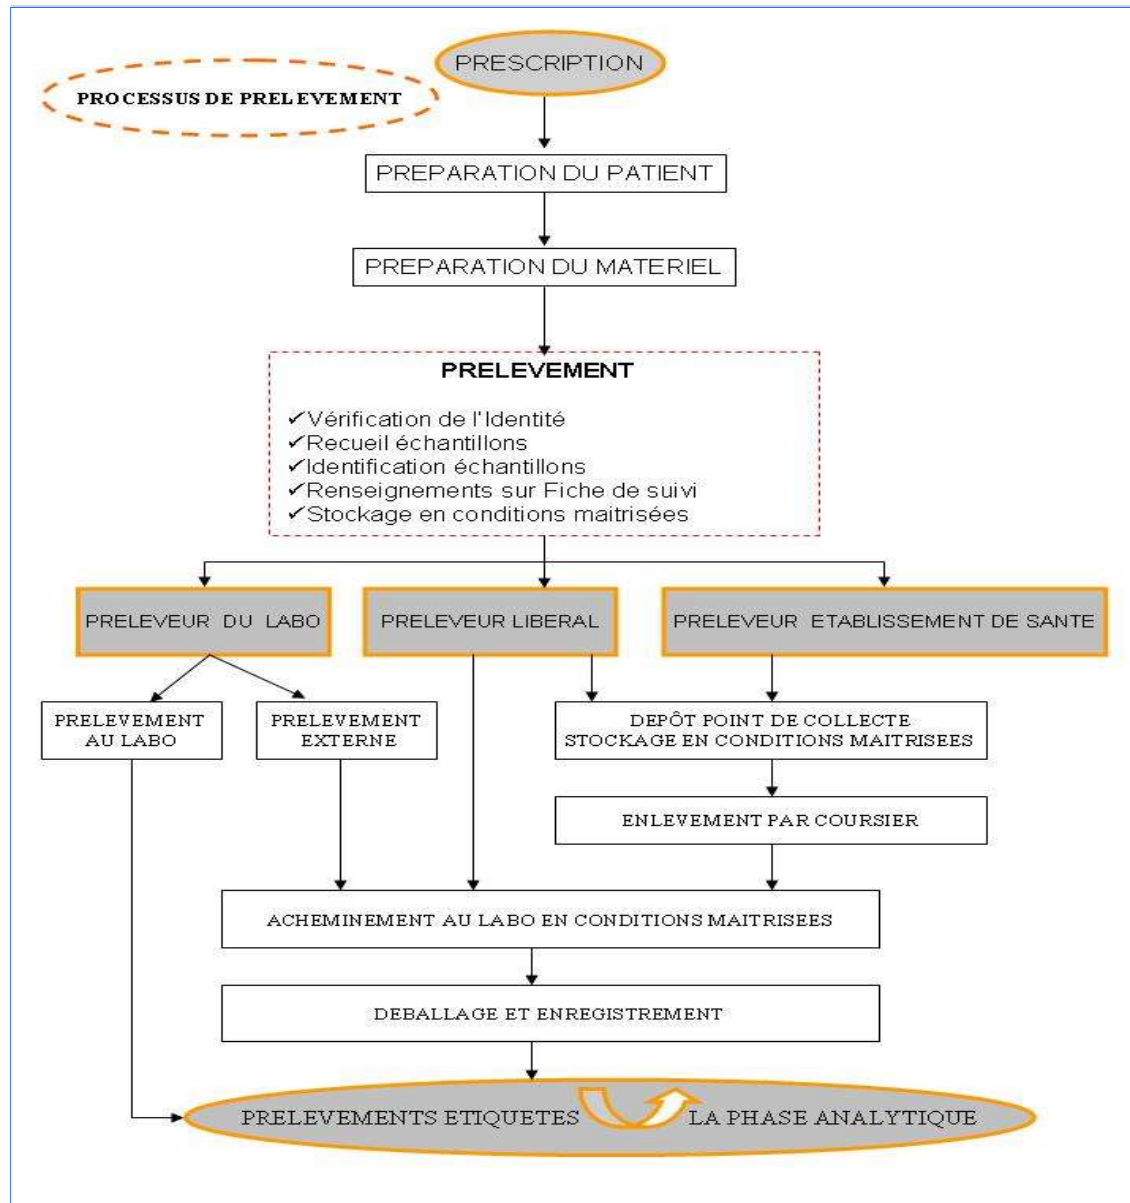 PRESCRIPTION
PROCESSUS DE PRELEVEMENT
PREPARATION DU PATIENT
PREPARATION DU MATERIEL
PRELEVEMENT
✓Vérification de l'Identité
✓Recueil échantillons
✓Identification échantillons
✓Renseignements sur Fiche de suivi
✓Stockage en conditions maitrisées
PRELEVEUR DU LABO
PRELEVEUR LIBERAL
PRELEVEUR ETABLISSEMENT DE SANTE
PRELEVEMENT
AU LABO
PRELEVEMENT
EXTERNE
DEPÔT POINT DE COLLECTE
STOCKAGE EN CONDITIONS MAITRISEES
ENLEVEMENT PAR COURSIER
ACHEMINEMENT AU LABO EN CONDITIONS MAITRISEES
DEBALLAGE ET ENREGISTREMENT
PRELEVEMENTS ETIQUETES LA PHASE ANALYTIQUE